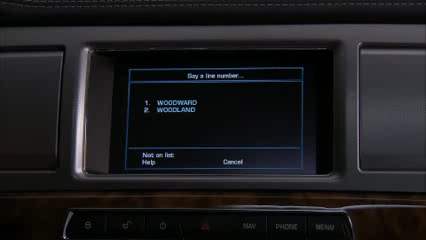 Say a line number...
1. WOODWARD
2. WOODLAND
Not on list
Help Cancel
NAV PHONE MENU